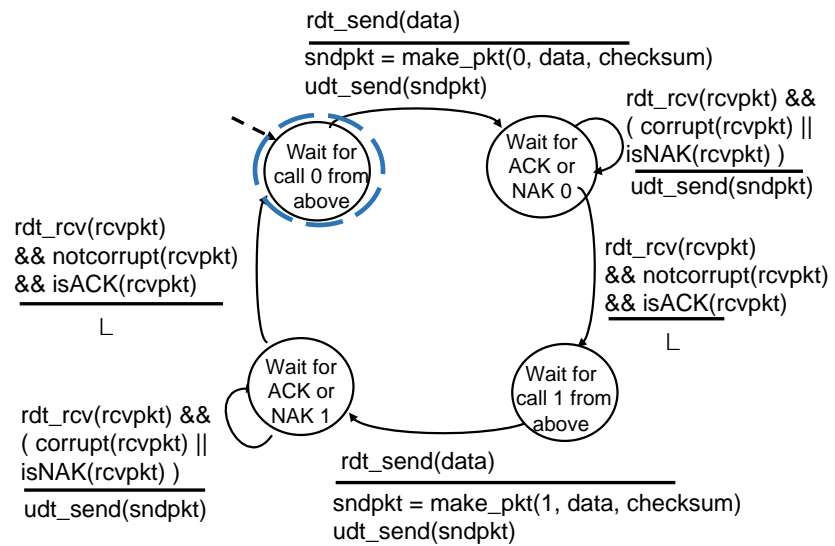 rdt_send(data)
sndpkt = make_pkt(0, data, checksum)
udt_send(sndpkt)
Wait for
call 0 from
above
Wait for
ACK or
NAK 0
rdt_rcv(rcvpkt) &&
( corrupt(rcvpkt) ||
isNAK(rcvpkt) )
udt_send(sndpkt)
rdt_rcv(rcvpkt)
&& notcorrupt(rcvpkt)
&& isACK(rcvpkt)
L
rdt_rcv(rcvpkt)
&& notcorrupt(rcvpkt)
&& isACK(rcvpkt)
L
Wait for
ACK or
NAK 1
Wait for
call 1 from
above
rdt_rcv(rcvpkt) &&
( corrupt(rcvpkt) ||
isNAK(rcvpkt) )
udt_send(sndpkt)
rdt_send(data)
sndpkt = make_pkt(1, data, checksum)
udt_send(sndpkt)